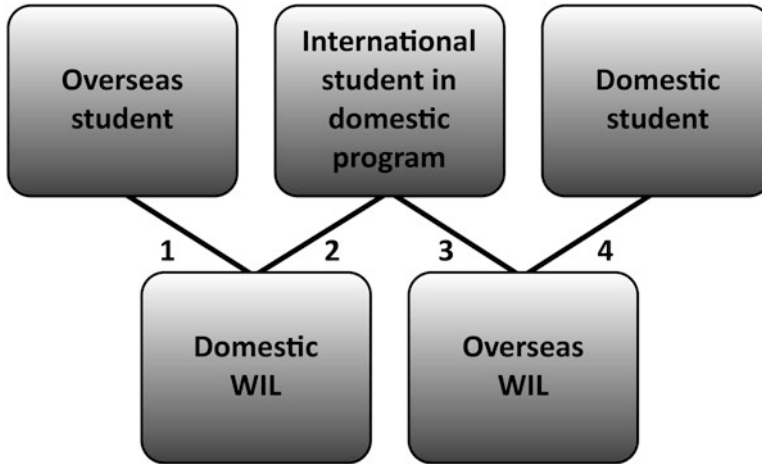 Overseas
student
International
student in
domestic
program
Domestic
student
1
2
3
4
Domestic
WIL
Overseas
WIL